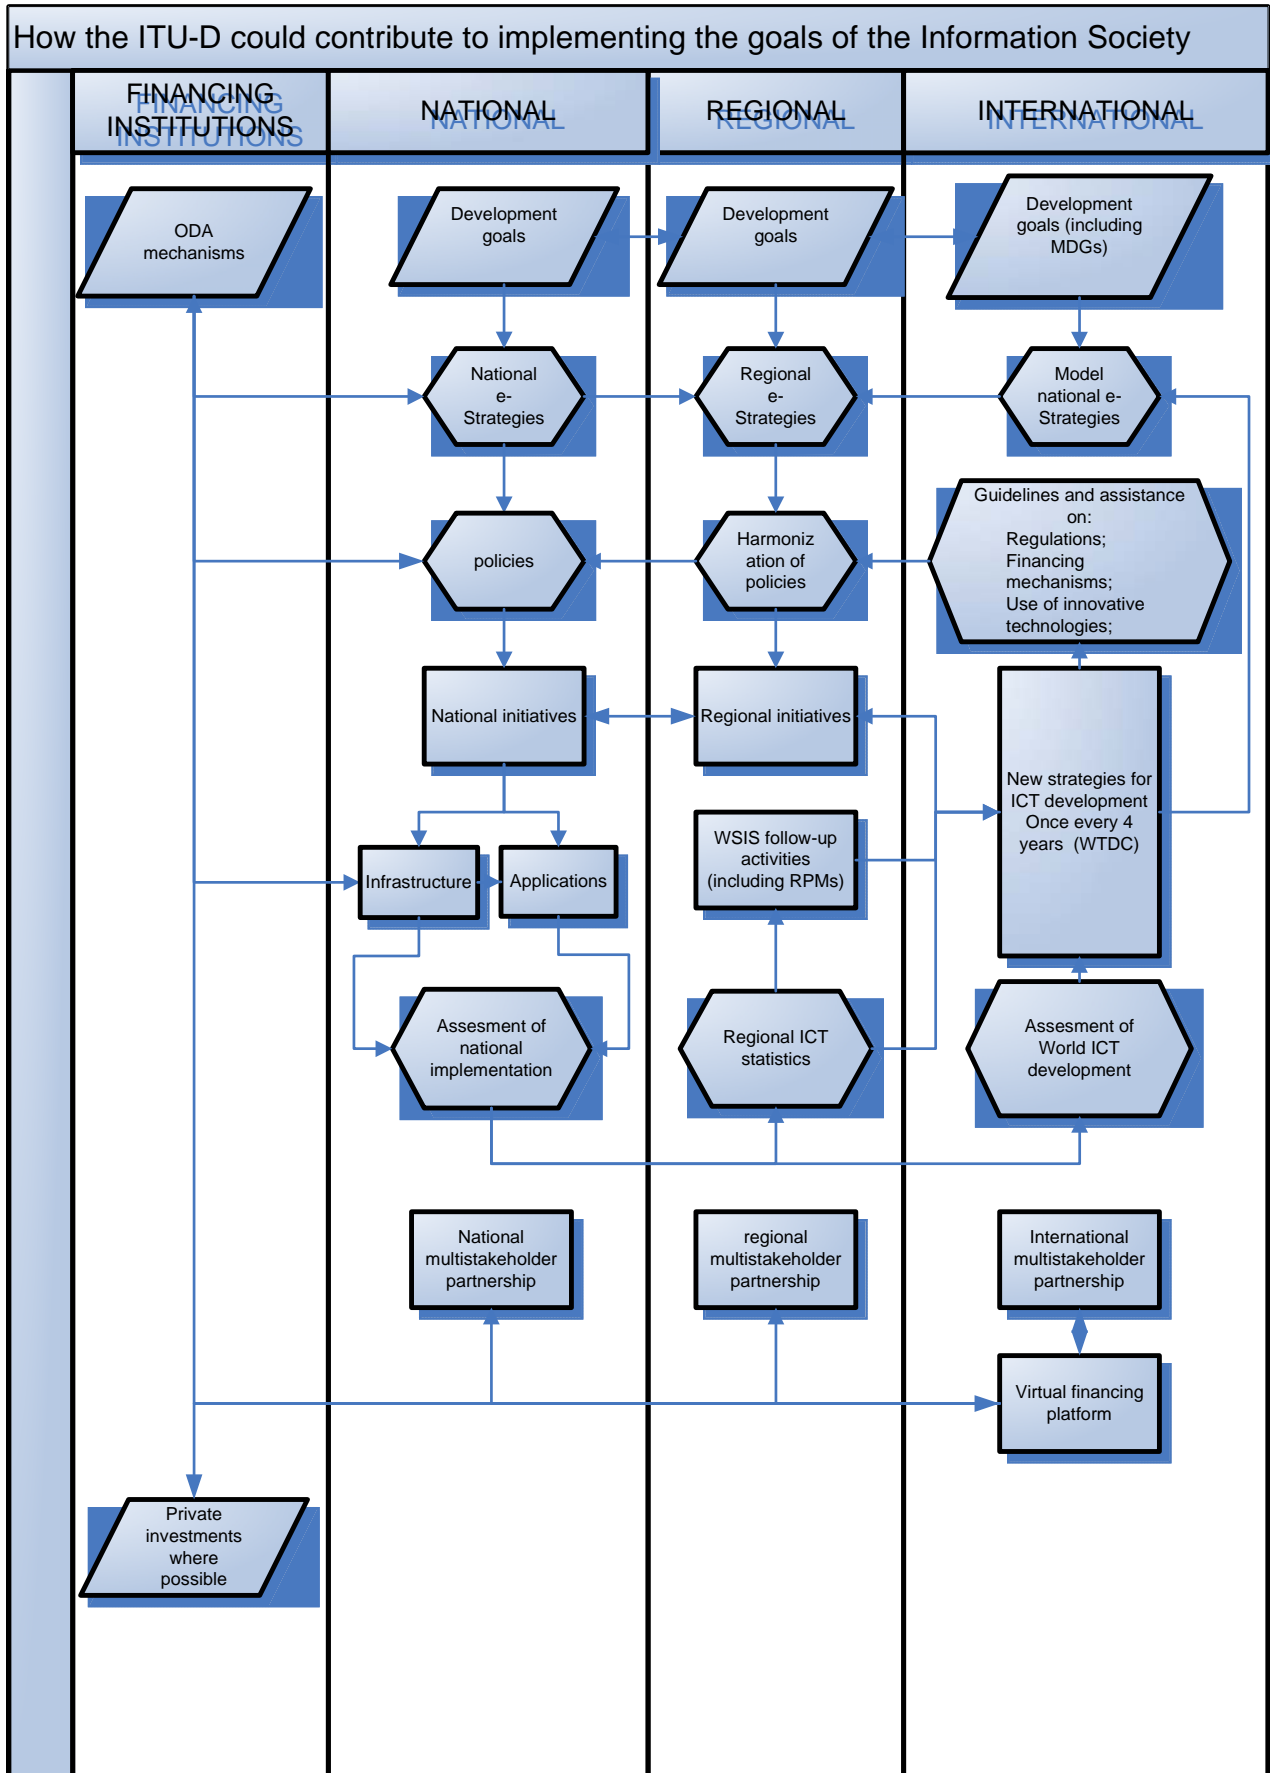 How the ITU-D could contribute to implementing the goals of the Information Society
FINANCING
INSTITUTIONS
NATIONAL
REGIONAL
INTERNATIONAL
ODA
mechanisms
Development
goals
Development
goals
Development
goals (including
MDGs)
National
e-
Strategies
Regional
e-
Strategies
Model
national e-
Strategies
policies
Harmoniz
ation of
policies
Guidelines and assistance
on:
Regulations;
Financing
mechanisms;
Use of innovative
technologies;
National initiatives
Regional initiatives
New strategies for
ICT development
Once every 4
years (WTDC)
Infrastructure
Applications
WSIS follow-up
activities
(including RPMs)
Assesment of
national
implementation
Regional ICT
statistics
Assesment of
World ICT
development
National
multistakeholder
partnership
regional
multistakeholder
partnership
International
multistakeholder
partnership
Virtual financing
platform
Private
investments
where
possible